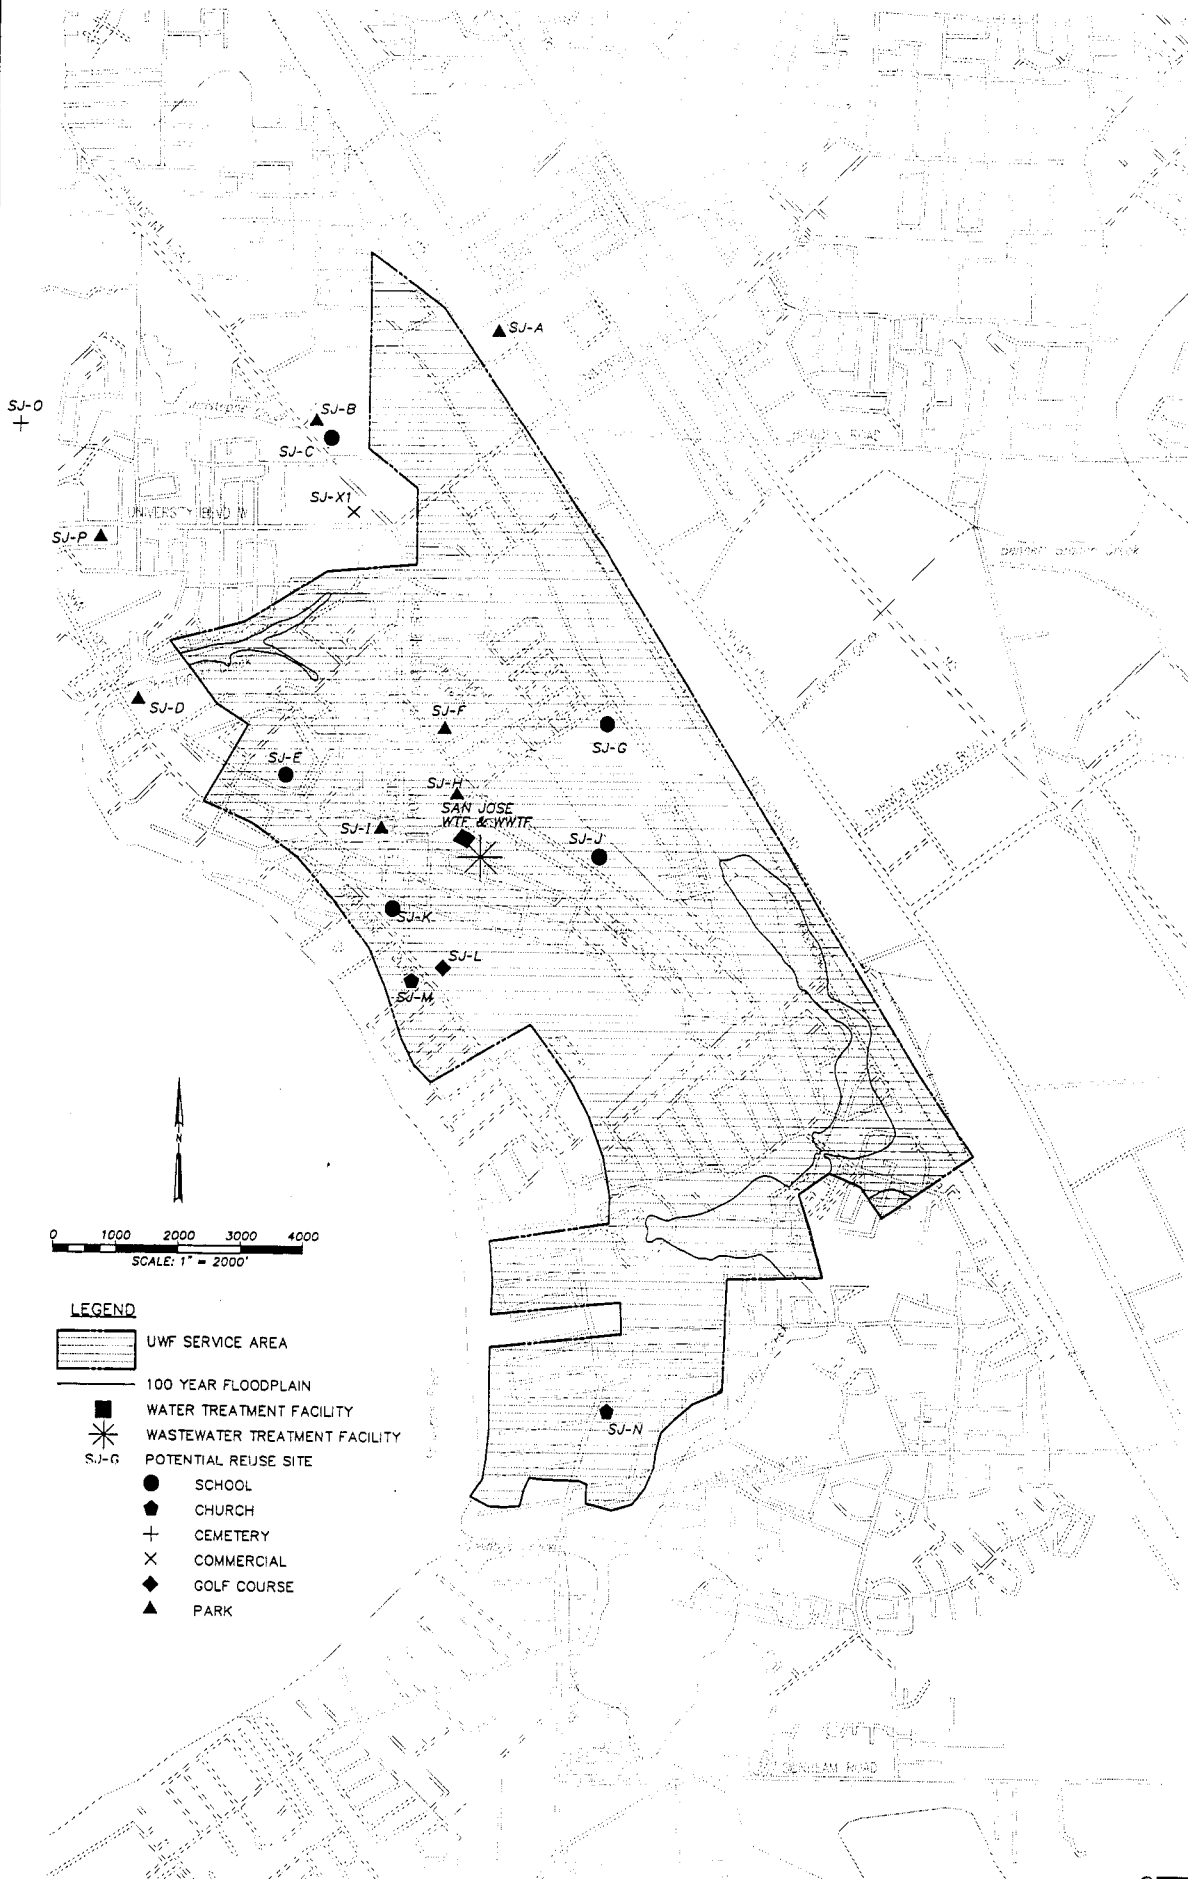 SJ-A
SJ-O
SJ-B
SJ-C
ROAD
SJ-X1
UNIVERSITY BLVD W
SJ-P
SJ-D
SJ-F
SJ-G
SJ-E
SJ-H
SAN JOSE
WTF & WWTF
SJ-I
SJ-J
SJ-K
SJ-L
SJ-M
N
0 1000 2000 3000 4000
SCALE: 1" = 2000'
LEGEND
UWF SERVICE AREA
100 YEAR FLOODPLAIN
WATER TREATMENT FACILITY
WASTEWATER TREATMENT FACILITY
SJ-G POTENTIAL REUSE SITE
SCHOOL
CHURCH
CEMETERY
COMMERCIAL
GOLF COURSE
PARK
SJ-N
ROAD